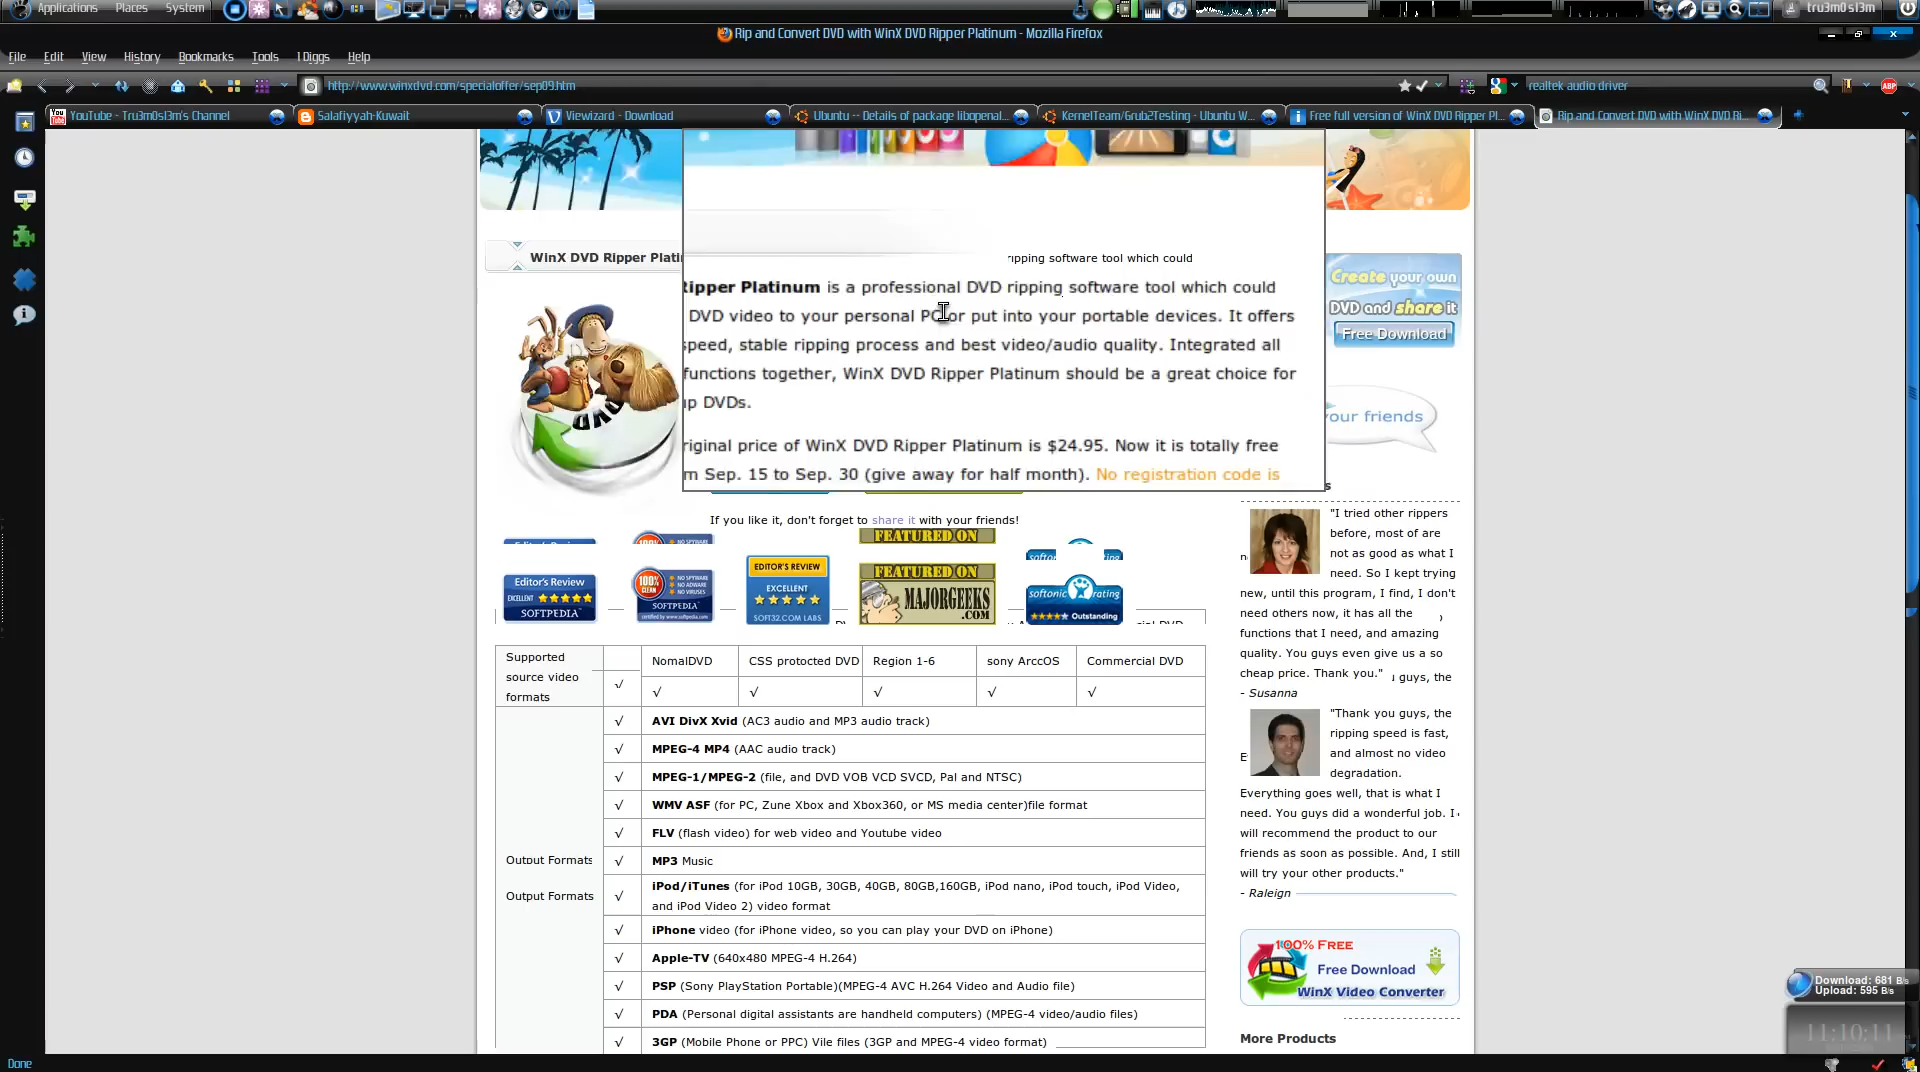 Applications Places System
tru3m0sl3m
Rip and Convert DVD with WinX DVD Ripper Platinum - Mozilla Firefox
File Edit View History Bookmarks Tools 1Diggs Help
http://www.winxdvd.com/specialoffer/sep09.htm
realtek audio driver
YouTube - Tru3m0sl3m's Channel
Salafiyyah-Kuwait
Viewizard - Download
Ubuntu -- Details of package libopenal...
KernelTeam/Grub2Testing - Ubuntu W...
Free full version of WinX DVD Ripper Pl...
Rip and Convert DVD with WinX DVD Ri...
WinX DVD Ripper Plati
ripping software tool which could
Ripper Platinum is a professional DVD ripping software tool which could
DVD video to your personal PC or put into your portable devices. It offers
speed, stable ripping process and best video/audio quality. Integrated all
functions together, WinX DVD Ripper Platinum should be a great choice for
up DVDs.
riginal price of WinX DVD Ripper Platinum is $24.95. Now it is totally free
m Sep. 15 to Sep. 30 (give away for half month). No registration code is
If you like it, don't forget to share it with your friends!
Create your own
DVD and share it
Free Download
your friends
FEATURED ON
Editor's Review
EXCELLENT
SOFTPEDIA
100% CLEAN
NO SPYWARE
NO ADWARE
NO VIRUSES
SOFTPEDIA
certified by www.softpedia.com
EDITOR'S REVIEW
EXCELLENT
SOFT32.COM LABS
FEATURED ON
MAJORGEEKS
.COM
softonic rating
Outstanding
Supported
source video
formats
√
NomalDVD
CSS protocted DVD
Region 1-6
sony ArccOS
Commercial DVD
√ √ √ √ √
Output Formats
Output Formats
√ AVI DivX Xvid (AC3 audio and MP3 audio track)
√ MPEG-4 MP4 (AAC audio track)
√ MPEG-1/MPEG-2 (file, and DVD VOB VCD SVCD, Pal and NTSC)
√ WMV ASF (for PC, Zune Xbox and Xbox360, or MS media center)file format
√ FLV (flash video) for web video and Youtube video
√ MP3 Music
√ iPod/iTunes (for iPod 10GB, 30GB, 40GB, 80GB,160GB, iPod nano, iPod touch, iPod Video,
and iPod Video 2) video format
√ iPhone video (for iPhone video, so you can play your DVD on iPhone)
√ Apple-TV (640x480 MPEG-4 H.264)
√ PSP (Sony PlayStation Portable)(MPEG-4 AVC H.264 Video and Audio file)
√ PDA (Personal digital assistants are handheld computers) (MPEG-4 video/audio files)
√ 3GP (Mobile Phone or PPC) Vile files (3GP and MPEG-4 video format)
"I tried other rippers
before, most of are
not as good as what I
need. So I kept trying
new, until this program, I find, I don't
need others now, it has all the
functions that I need, and amazing
quality. You guys even give us a so
cheap price. Thank you."
guys, the
- Susanna
"Thank you guys, the
ripping speed is fast,
and almost no video
degradation.
Everything goes well, that is what I
need. You guys did a wonderful job. I
will recommend the product to our
friends as soon as possible. And, I still
will try your other products."
- Raleign
100% FREE
Free Download
WinX Video Converter
More Products
Download: 681 B/s
Upload: 595 B/s
11:10:11
Done